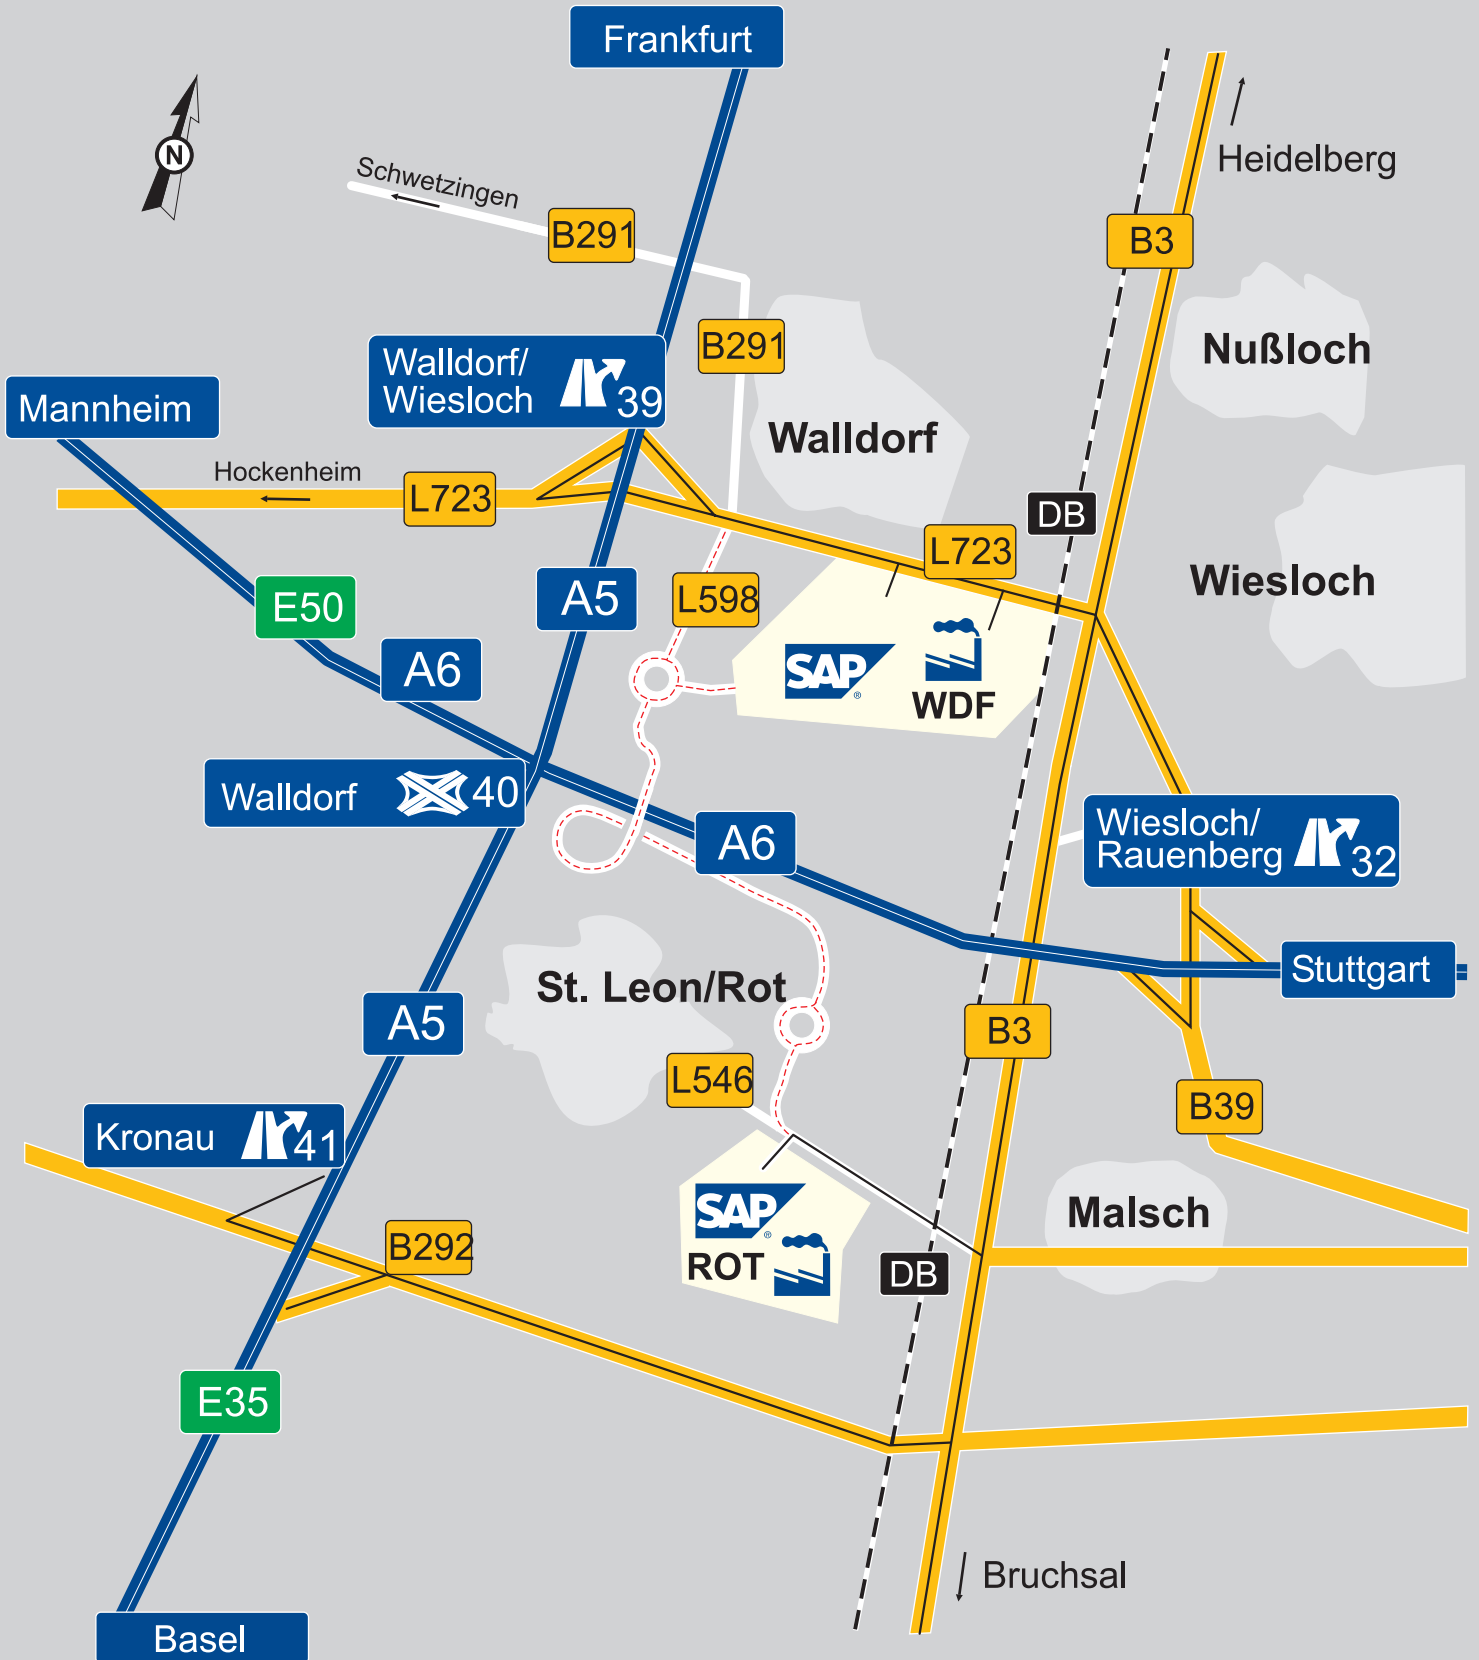 Frankfurt
N
Schwetzingen
Heidelberg
B291
B3
B291
Nußloch
Walldorf/
Wiesloch
39
Mannheim
Walldorf
Hockenheim
L723
DB
L723
Wiesloch
E50
A5
L598
A6
SAP
®
WDF
Walldorf
40
A6
Wiesloch/
Rauenberg
32
St. Leon/Rot
Stuttgart
A5
B3
L546
B39
Kronau
41
SAP
®
Malsch
B292
ROT
DB
E35
Bruchsal
Basel